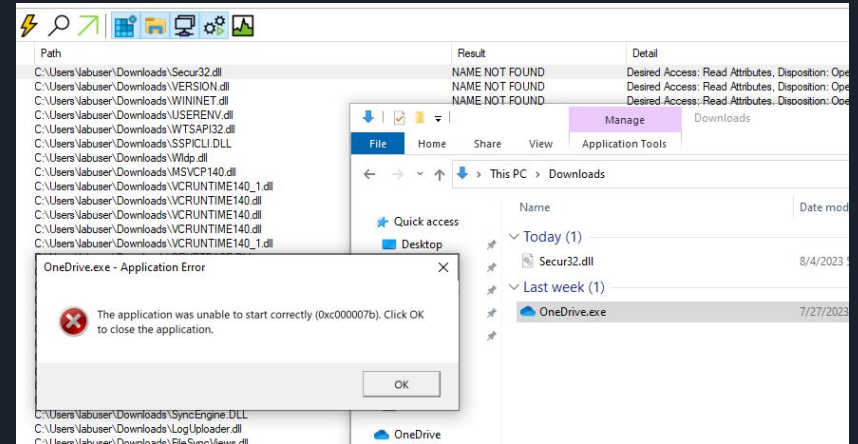 Path Result Detail
C:\Users\labuser\Downloads\Secur32.dll NAME NOT FOUND Desired Access: Read Attributes, Disposition: Ope
C:\Users\labuser\Downloads\VERSION.dll NAME NOT FOUND Desired Access: Read Attributes, Disposition: Ope
C:\Users\labuser\Downloads\WININET.dll NAME NOT FOUND Desired Access: Read Attributes, Disposition: Ope
C:\Users\labuser\Downloads\USERENV.dll
C:\Users\labuser\Downloads\WTSAPI32.dll
C:\Users\labuser\Downloads\SSPICLI.DLL
C:\Users\labuser\Downloads\Wldp.dll
C:\Users\labuser\Downloads\MSVCP140.dll
C:\Users\labuser\Downloads\VCRUNTIME140_1.dll
C:\Users\labuser\Downloads\VCRUNTIME140.dll
C:\Users\labuser\Downloads\VCRUNTIME140.dll
C:\Users\labuser\Downloads\VCRUNTIME140.dll
C:\Users\labuser\Downloads\VCRUNTIME140_1.dll
Manage Downloads
File Home Share View Application Tools
This PC > Downloads
Name Date mod
Quick access
Desktop
Today (1)
Secur32.dll 8/4/2023 5
Last week (1)
OneDrive.exe 7/27/2023
OneDrive
OneDrive.exe - Application Error
The application was unable to start correctly (0xc000007b). Click OK
to close the application.
OK
C:\Users\labuser\Downloads\SyncEngine.DLL
C:\Users\labuser\Downloads\LogUploader.dll
C:\Users\labuser\Downloads\FileSyncViews.dll